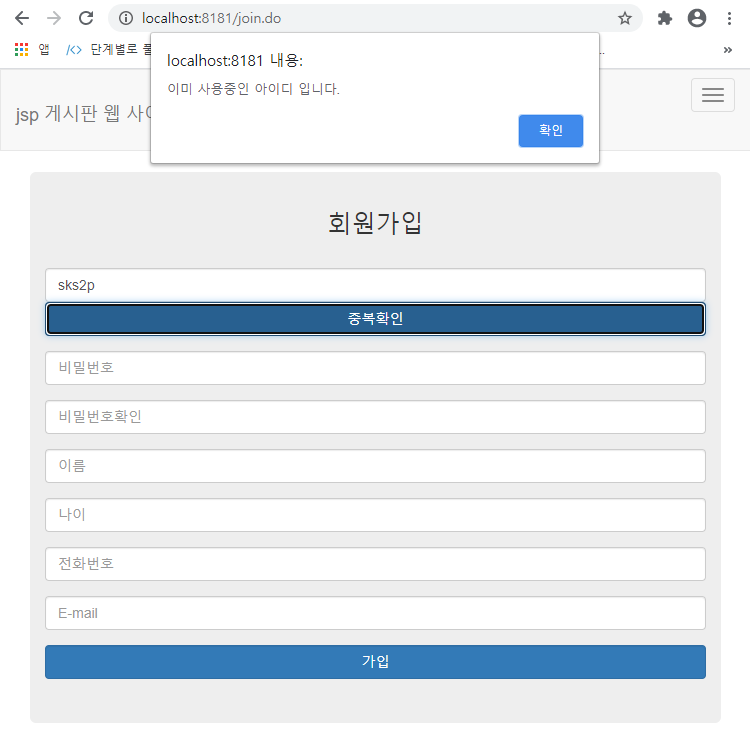 localhost:8181/join.do
앱 단계별로 풀
localhost:8181 내용:
이미 사용중인 아이디 입니다.
확인
jsp 게시판 웹 사이
회원가입
sks2p
중복확인
비밀번호
비밀번호확인
이름
나이
전화번호
E-mail
가입